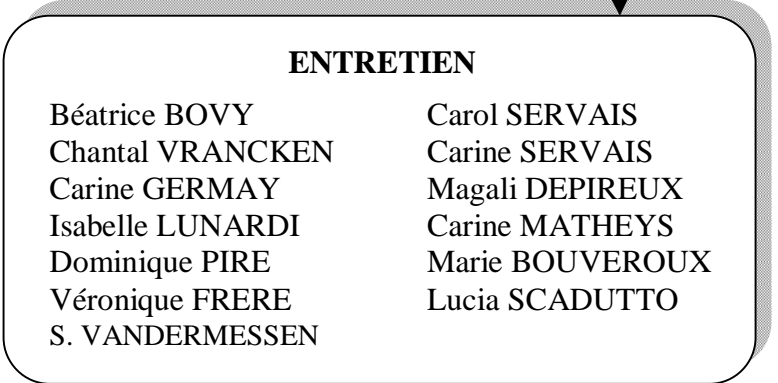 ENTRETIEN
Béatrice BOVY
Chantal VRANCKEN
Carine GERMAY
Isabelle LUNARDI
Dominique PIRE
Véronique FRERE
S. VANDERMESSEN
Carol SERVAIS
Carine SERVAIS
Magali DEPIREUX
Carine MATHEYS
Marie BOUVEROUX
Lucia SCADUTTO